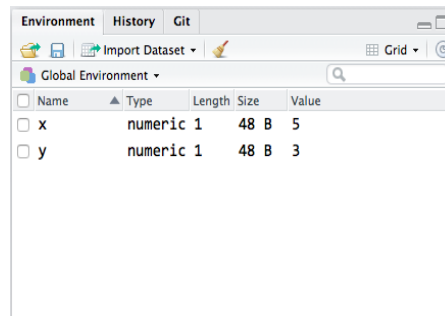 Environment History Git
Import Dataset Grid
Global Environment
Name Type Length Size Value
x numeric 1 48 B 5
y numeric 1 48 B 3